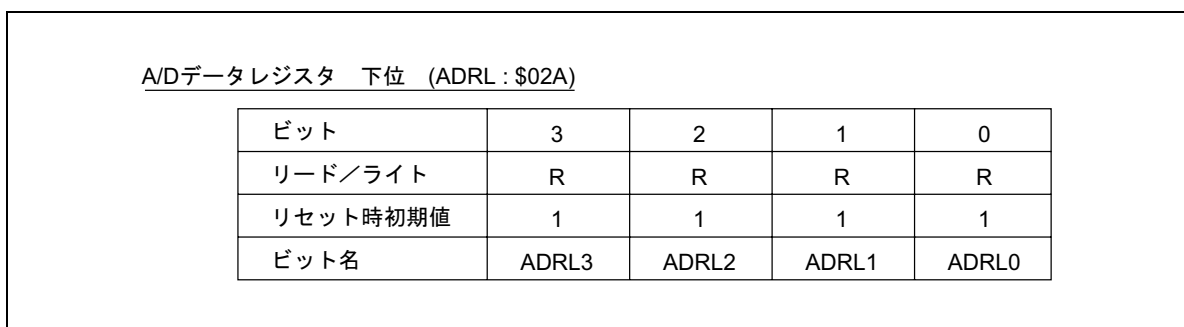 A/Dデータレジスタ　下位　(ADRL : $02A)
ビット 3 2 1 0
リード／ライト R R R R
リセット時初期値 1 1 1 1
ビット名 ADRL3 ADRL2 ADRL1 ADRL0